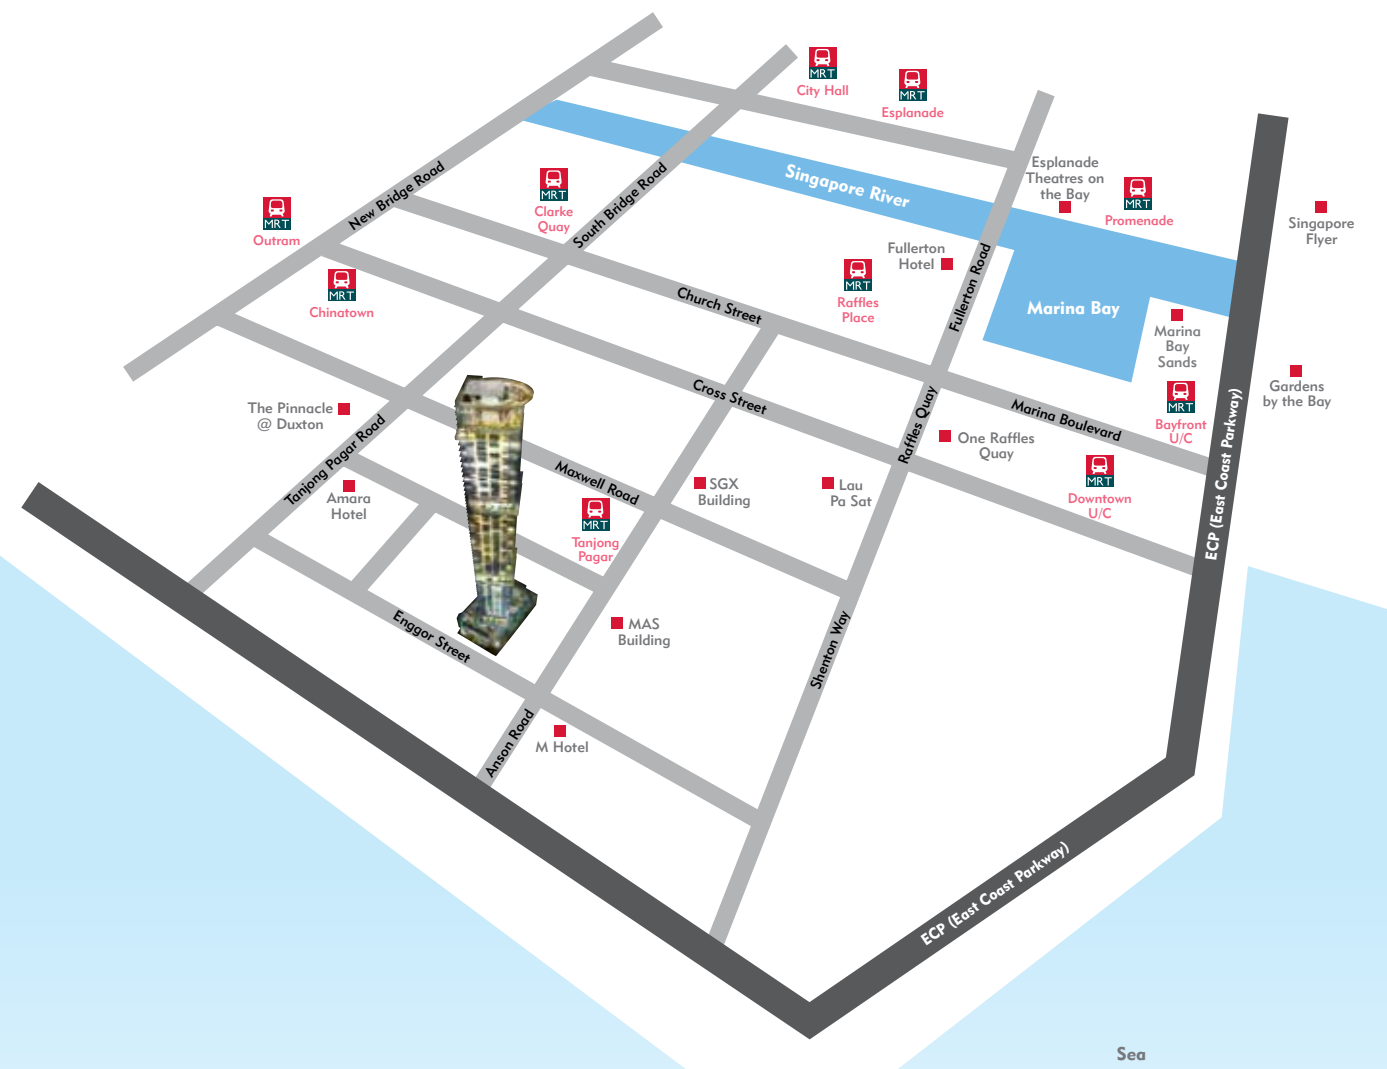 MRT
City Hall
MRT
Esplanade
Esplanade
Theatres on
the Bay
MRT
Promenade
Singapore
Flyer
New Bridge Road
South Bridge Road
Singapore River
MRT
Clarke
Quay
MRT
Outram
Fullerton
Hotel
Fullerton Road
MRT
Raffles
Place
MRT
Chinatown
Church Street
Marina Bay
Marina
Bay
Sands
Gardens
by the Bay
MRT
Bayfront
U/C
The Pinnacle
@ Duxton
Tanjong Pagar Road
Cross Street
Raffles Quay
Marina Boulevard
One Raffles
Quay
ECP (East Coast Parkway)
MRT
Downtown
U/C
Amara
Hotel
Maxwell Road
SGX
Building
Lau
Pa Sat
MRT
Tanjong
Pagar
MAS
Building
Enggor Street
Shenton Way
Anson Road
M Hotel
ECP (East Coast Parkway)
Sea